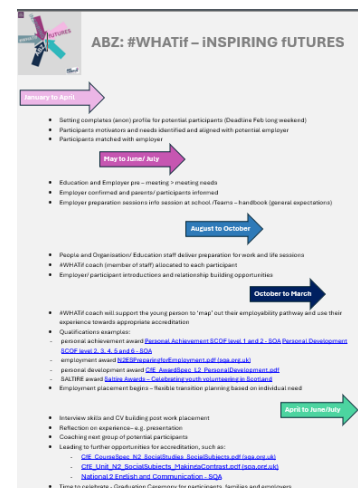 FUTURES
ABZ: #WHATif – iNSPIRING fUTURES
January to April
Setting completes (anon) profile for potential participants (Deadline Feb long weekend)
Participants motivators and needs identified and aligned with potential employer
Participants matched with employer
May to June/ July
Education and Employer pre – meeting > meeting needs
Employer confirmed and parents/ participants informed
Employer preparation sessions info session at school /Teams – handbook (general expectations)
August to October
People and Organisation/ Education staff deliver preparation for work and life sessions
#WHATif coach (member of staff) allocated to each participant
Employer/ participant introductions and relationship building opportunities
October to March
#WHATif coach will support the young person to ‘map’ out their employability pathway and use their
experience towards appropriate accreditation
Qualifications examples:
- personal achievement award Personal Achievement SCQF level 1 and 2 - SQA Personal Development
SCQF level 2, 3, 4, 5 and 6 - SQA
- employment award N2ESPreparingforEmployment.pdf (sqa.org.uk)
- personal development award CfE_AwardSpec_L2_PersonalDevelopment.pdf
- SALTIRE award Saltire Awards – Celebrating youth volunteering in Scotland
Employment placement begins – flexible transition planning based on individual need
April to June/July
Interview skills and CV building post work placement
Reflection on experience– e.g. presentation
Coaching next group of potential participants
Leading to further opportunities for accreditation, such as:
- CfE_CourseSpec_N2_SocialStudies_SocialSubjects.pdf (sqa.org.uk)
- CfE_Unit_N2_SocialSubjects_MakingaContrast.pdf (sqa.org.uk)
- National 2 English and Communication - SQA
Time to celebrate - Graduation Ceremony for participants, families and employers